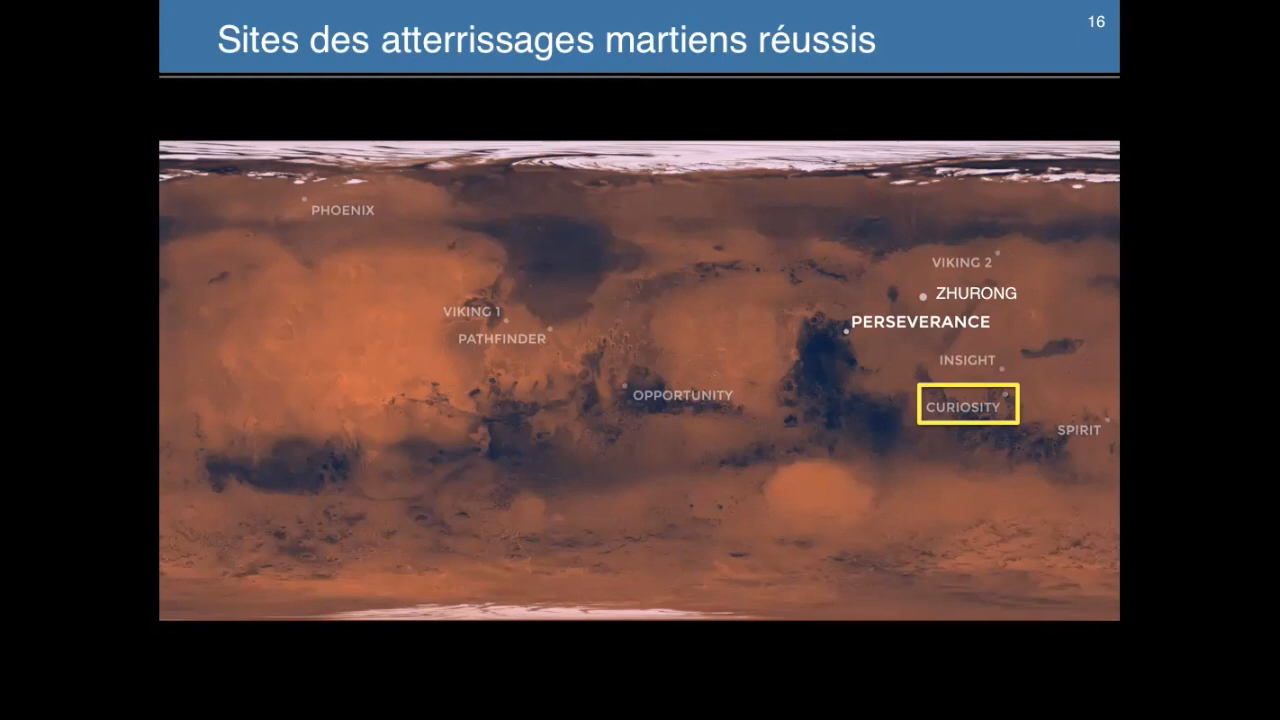 Sites des atterrissages martiens réussis
16
PHOENIX
VIKING 2
ZHURONG
VIKING 1
PERSEVERANCE
PATHFINDER
INSIGHT
OPPORTUNITY
CURIOSITY
SPIRIT